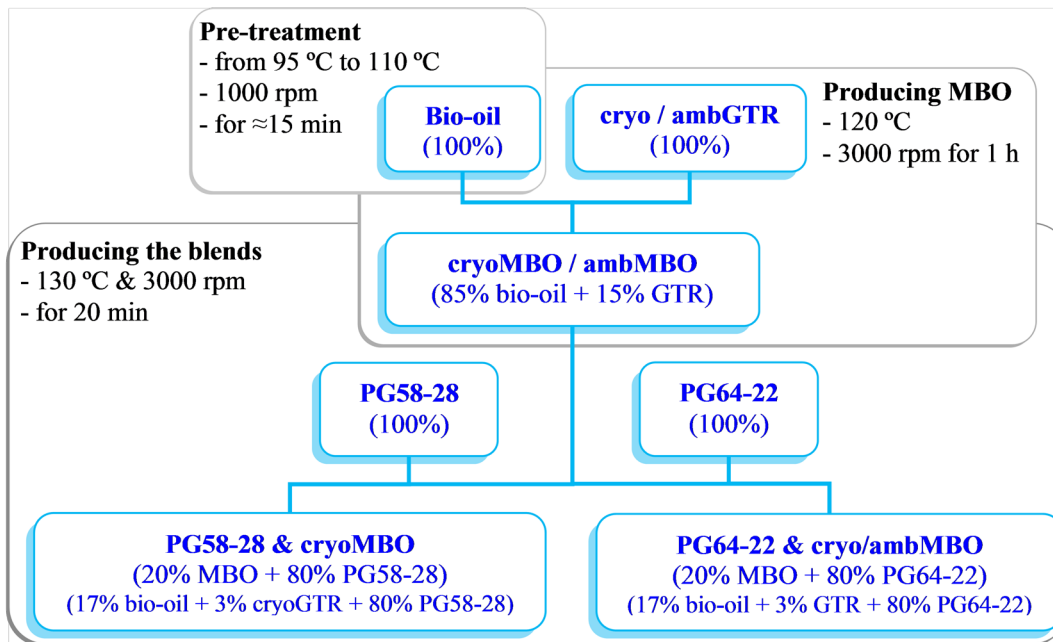 Pre-treatment
- from 95 ºC to 110 ºC
- 1000 rpm
- for ≈15 min
Bio-oil
(100%)
cryo / ambGTR
(100%)
Producing MBO
- 120 ºC
- 3000 rpm for 1 h
Producing the blends
- 130 ºC & 3000 rpm
- for 20 min
cryoMBO / ambMBO
(85% bio-oil + 15% GTR)
PG58-28
(100%)
PG64-22
(100%)
PG58-28 & cryoMBO
(20% MBO + 80% PG58-28)
(17% bio-oil + 3% cryoGTR + 80% PG58-28)
PG64-22 & cryo/ambMBO
(20% MBO + 80% PG64-22)
(17% bio-oil + 3% GTR + 80% PG64-22)